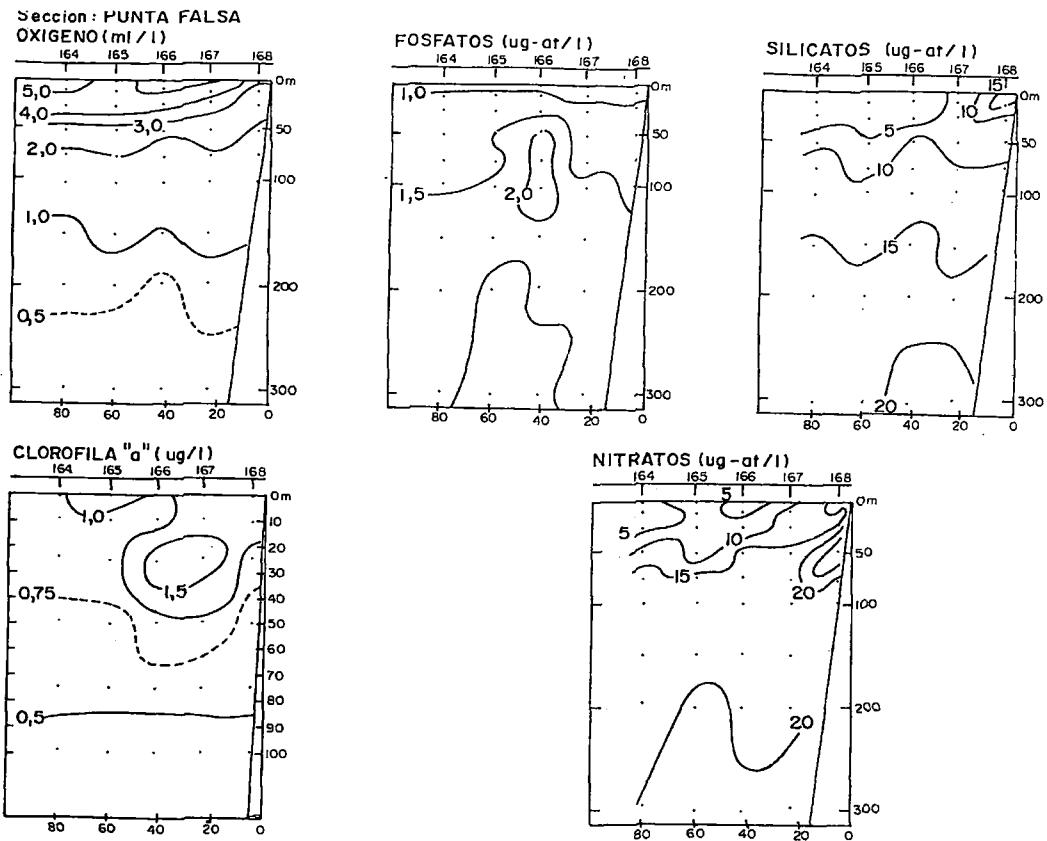 Seccion: PUNTA FALSA
OXIGENO (ml/l)
164 165 166 167 168
0m
5,0
4,0
3,0
50
2,0
100
1,0
200
0,5
300
80 60 40 20 0
FOSFATOS (ug-at/l)
164 165 166 167 168
0m
1,0
50
1,5
2,0
100
200
300
80 60 40 20 0
SILICATOS (ug-at/l)
164 165 166 167 168
15
0m
10
5
50
10
100
15
200
20
300
80 60 40 20 0
CLOROFILA "a" (ug/l)
164 165 166 167 168
0m
1,0
10
20
30
1,5
0,75
40
50
60
70
80
0,5
90
100
80 60 40 20 0
NITRATOS (ug-at/l)
164 165 166 167 168
5
0m
5
10
50
15
20
100
200
20
300
80 60 40 20 0